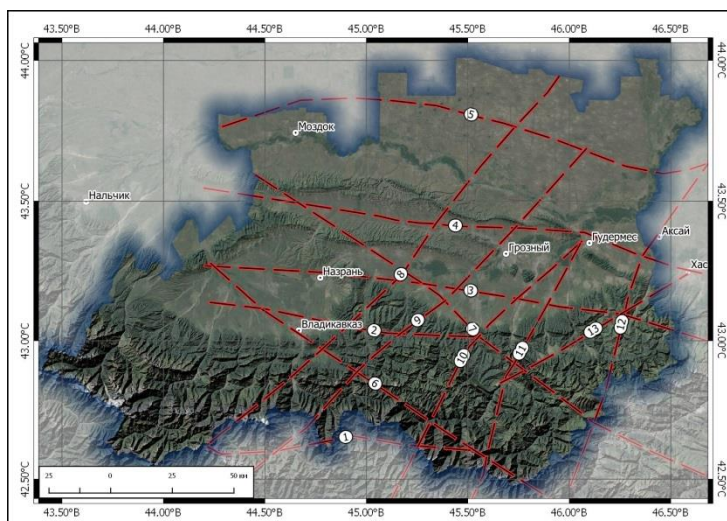 43.50°В 44.00°В 44.50°В 45.00°В 45.50°В 46.00°В 46.50°В
44.00°С 44.00°С
5
Моздок
Нальчик
43.50°С 43.50°С
4
Аксай
Гудермес
Грозный
Хас
Назрань
8
3
9
Владикавказ
2 7 13 12
43.00°С 43.00°С
10 11
6
1
25 0 25 50 км
42.50°С 42.50°С
43.50°В 44.00°В 44.50°В 45.00°В 45.50°В 46.00°В 46.50°В